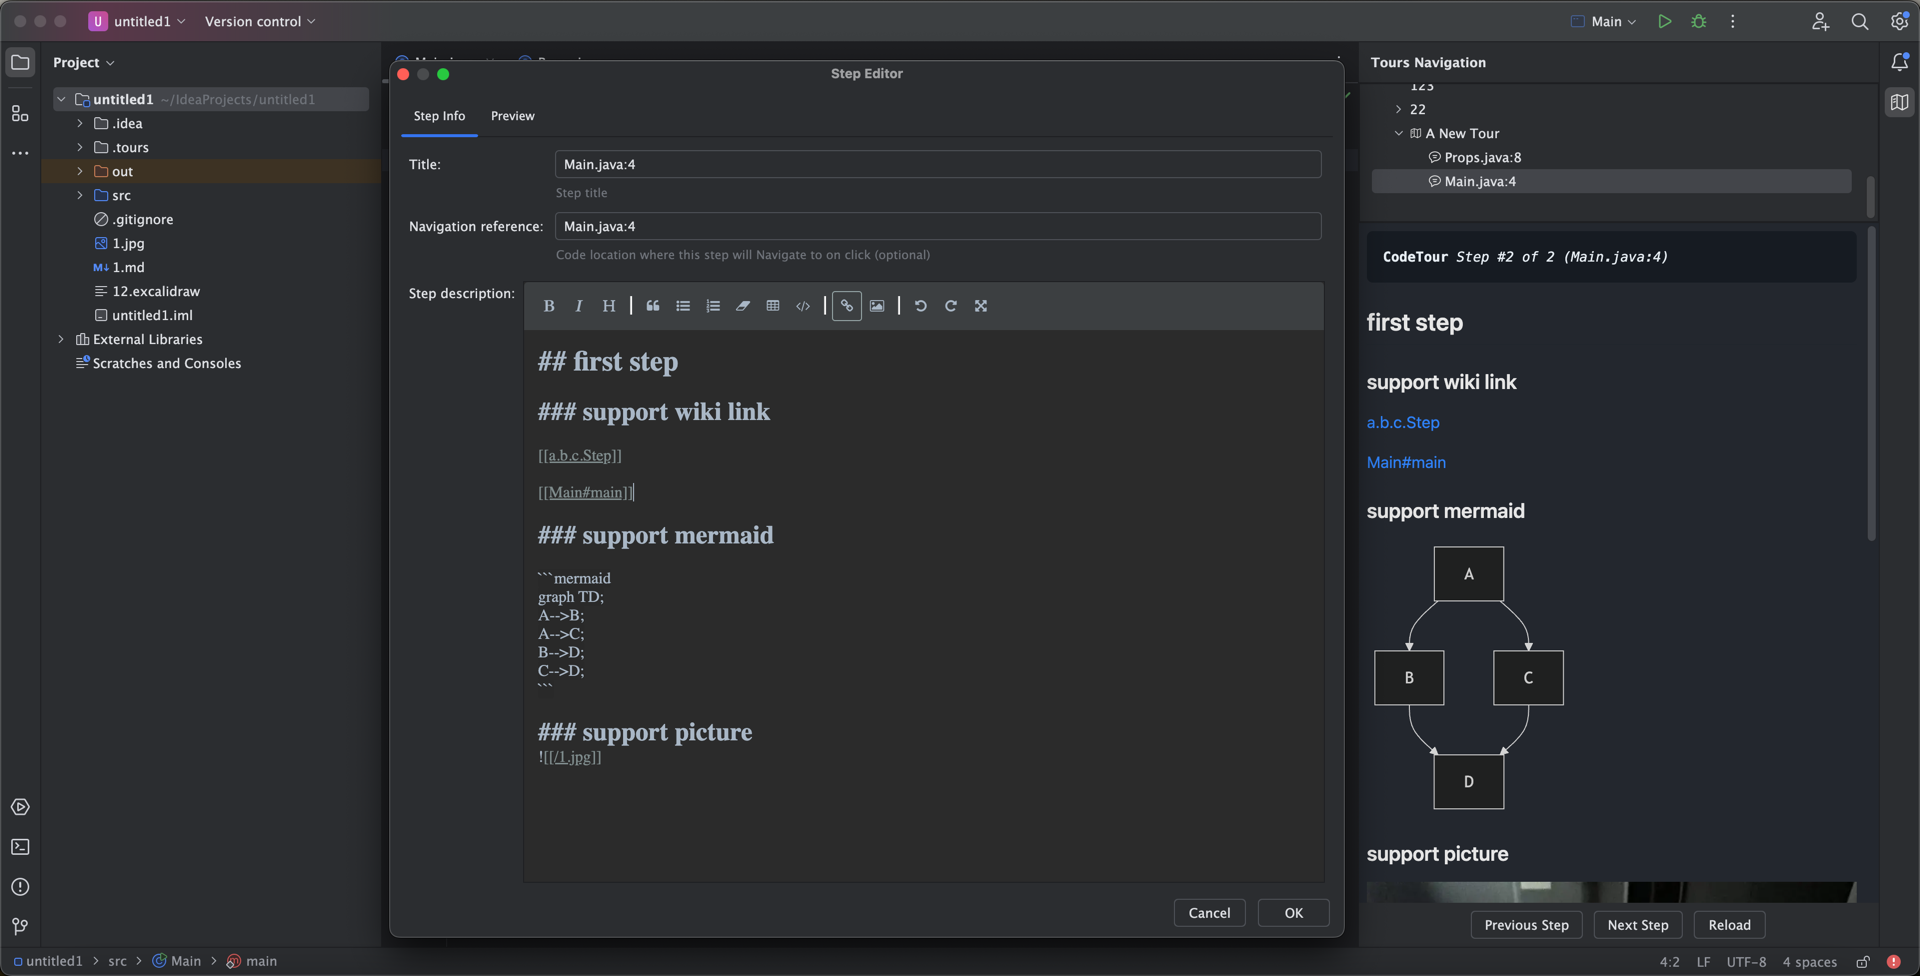 U untitled1 Version control Main
Project
untitled1 ~/IdeaProjects/untitled1
.idea
.tours
out
src
.gitignore
1.jpg
M↓ 1.md
12.excalidraw
untitled1.iml
External Libraries
Scratches and Consoles
Step Editor
Step Info Preview
Title: Main.java:4
Step title
Navigation reference: Main.java:4
Code location where this step will Navigate to on click (optional)
Step description:
B I H
## first step
### support wiki link
[[a.b.c.Step]]
[[Main#main]]
### support mermaid
```mermaid
graph TD;
A-->B;
A-->C;
B-->D;
C-->D;
```
### support picture
![[/1.jpg]]
Cancel OK
Tours Navigation
123
22
A New Tour
Props.java:8
Main.java:4
CodeTour Step #2 of 2 (Main.java:4)
first step
support wiki link
a.b.c.Step
Main#main
support mermaid
A
B C
D
support picture
Previous Step Next Step Reload
untitled1 > src > Main > main
4:2 LF UTF-8 4 spaces